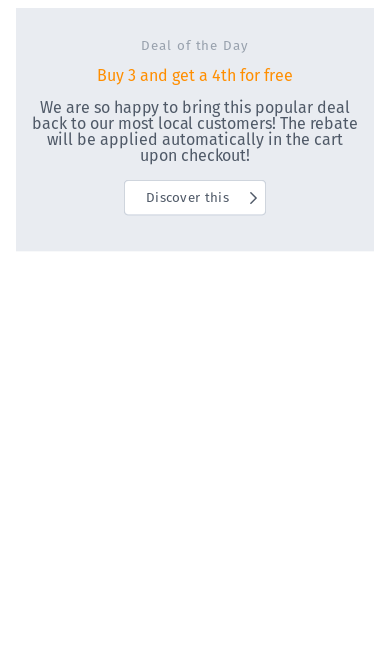 Deal of the Day
Buy 3 and get a 4th for free
We are so happy to bring this popular deal
back to our most local customers! The rebate
will be applied automatically in the cart
upon checkout!
Discover this